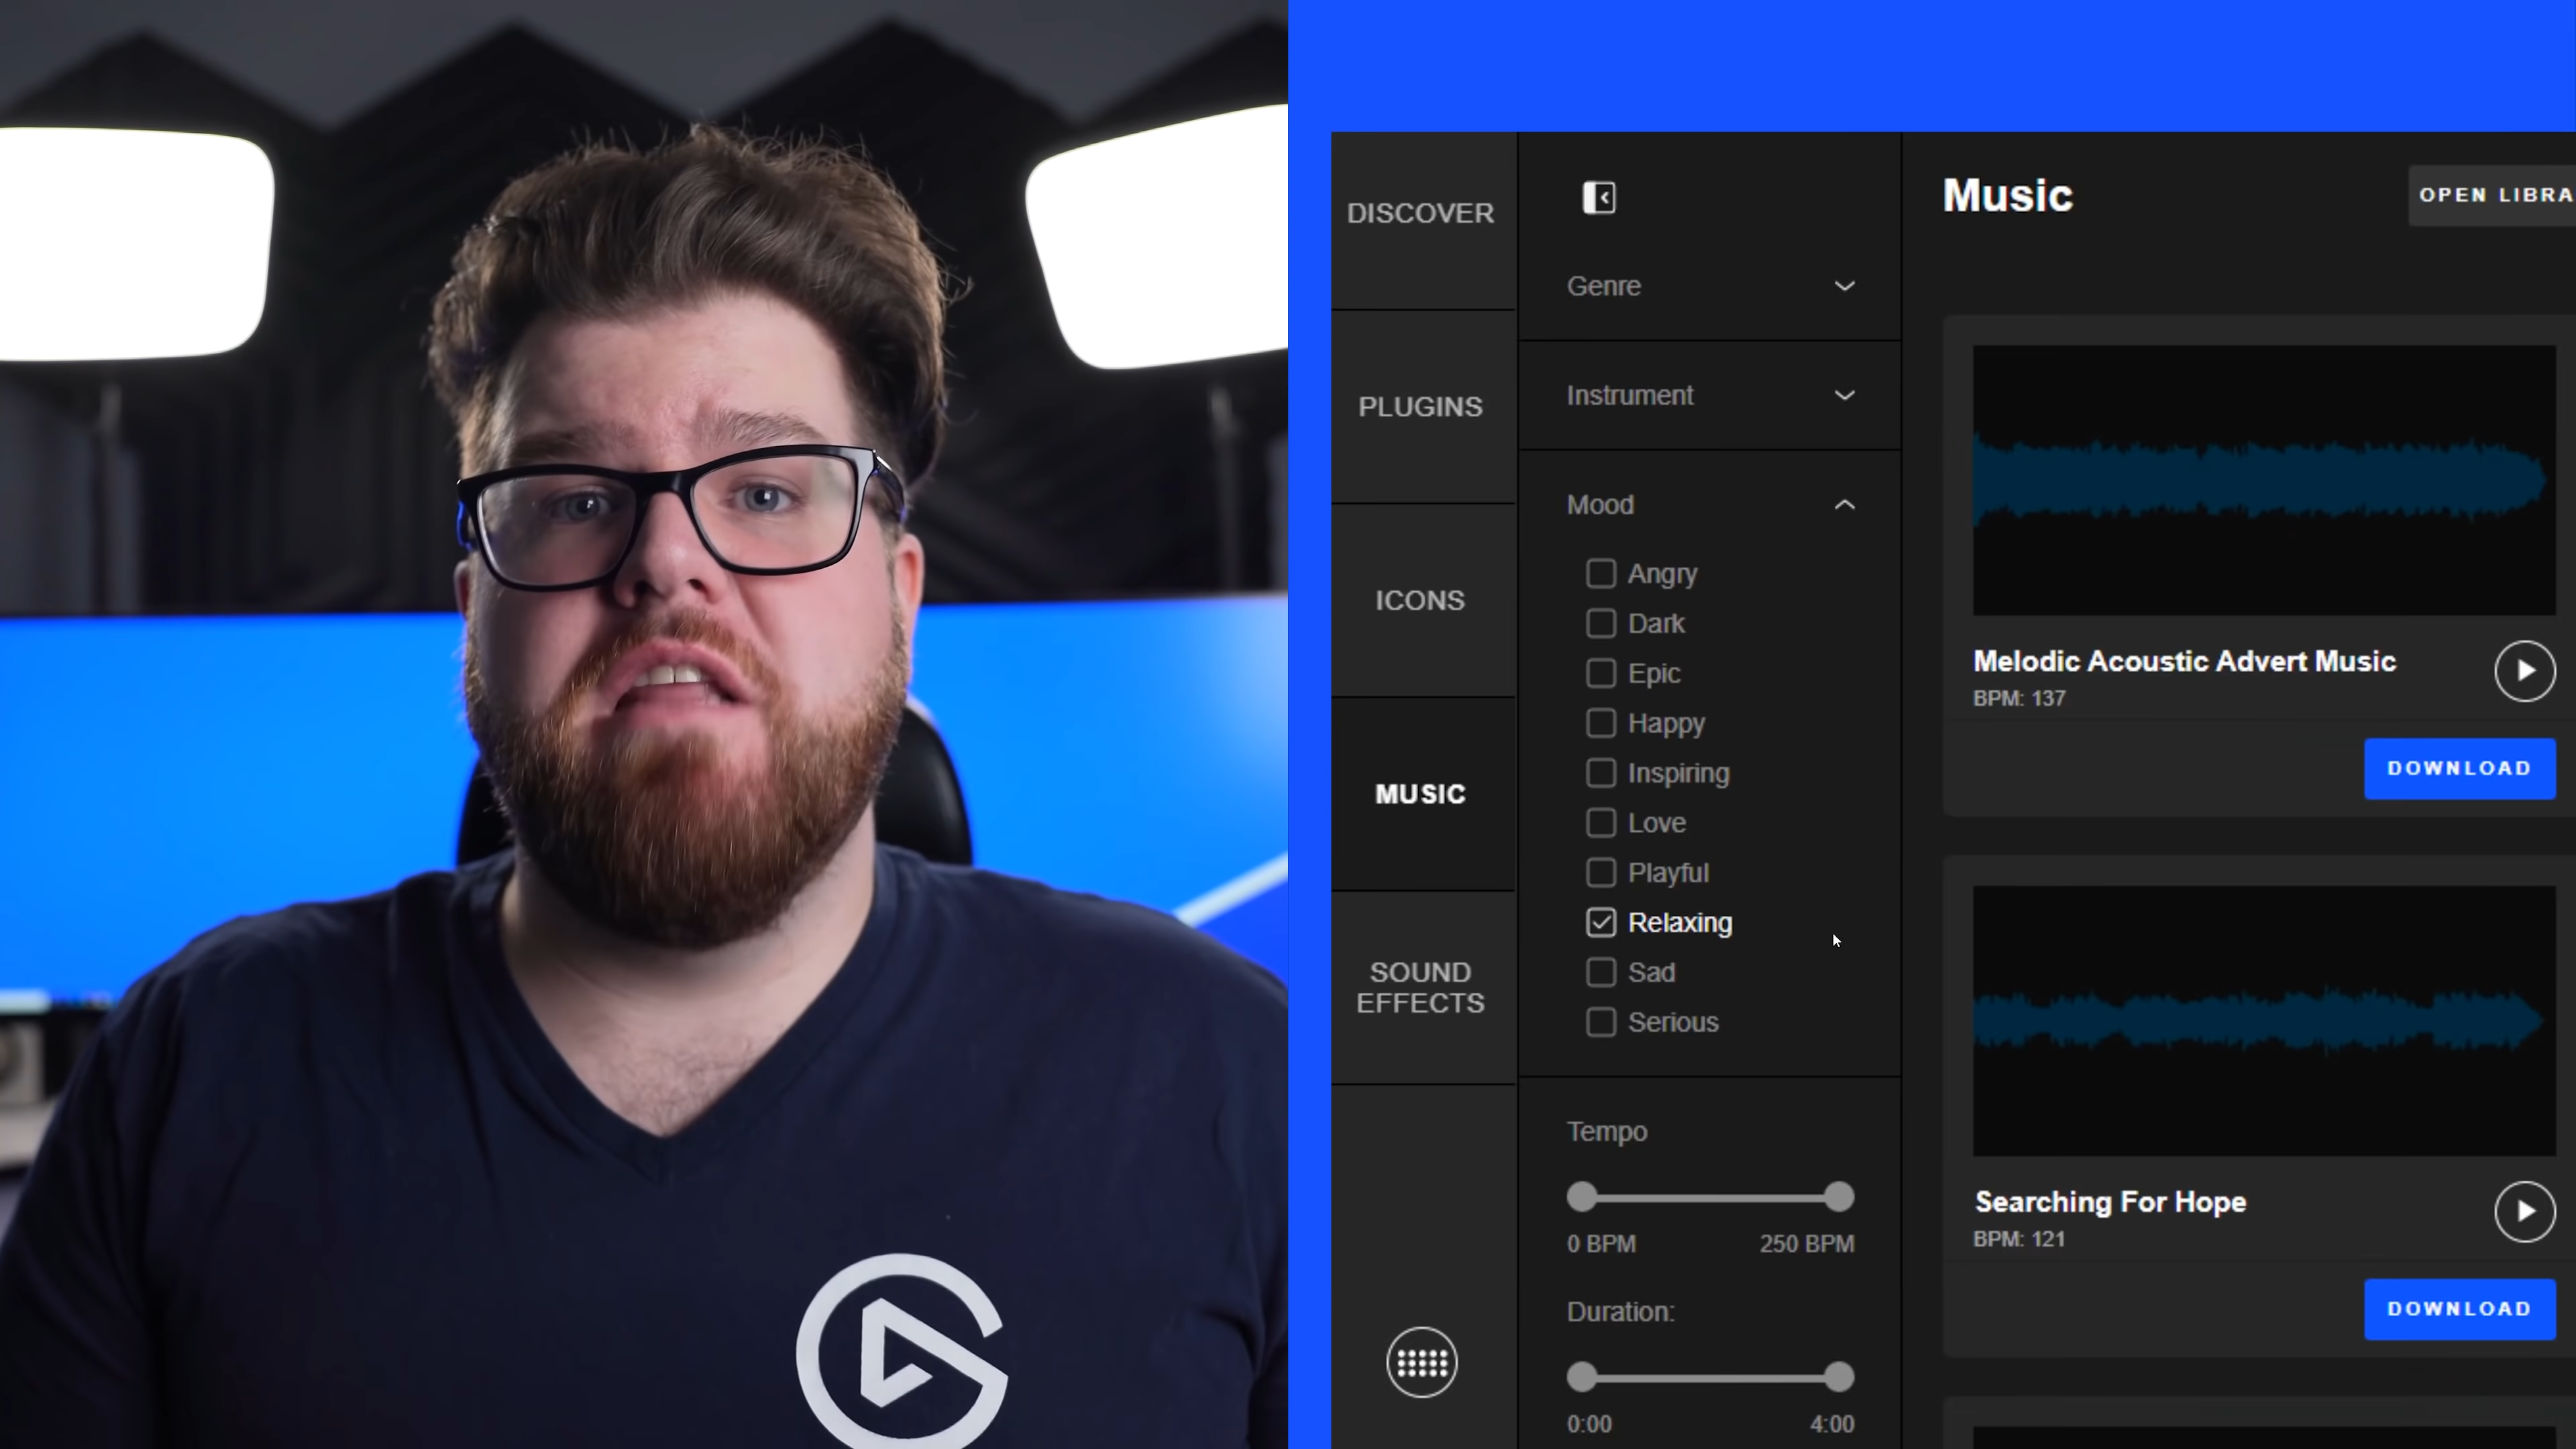 DISCOVER
PLUGINS
ICONS
MUSIC
SOUND
EFFECTS
Genre
Instrument
Mood
Angry
Dark
Epic
Happy
Inspiring
Love
Playful
Relaxing
Sad
Serious
Tempo
0 BPM 250 BPM
Duration:
0:00 4:00
Music
OPEN LIBRA
Melodic Acoustic Advert Music
BPM: 137
DOWNLOAD
Searching For Hope
BPM: 121
DOWNLOAD